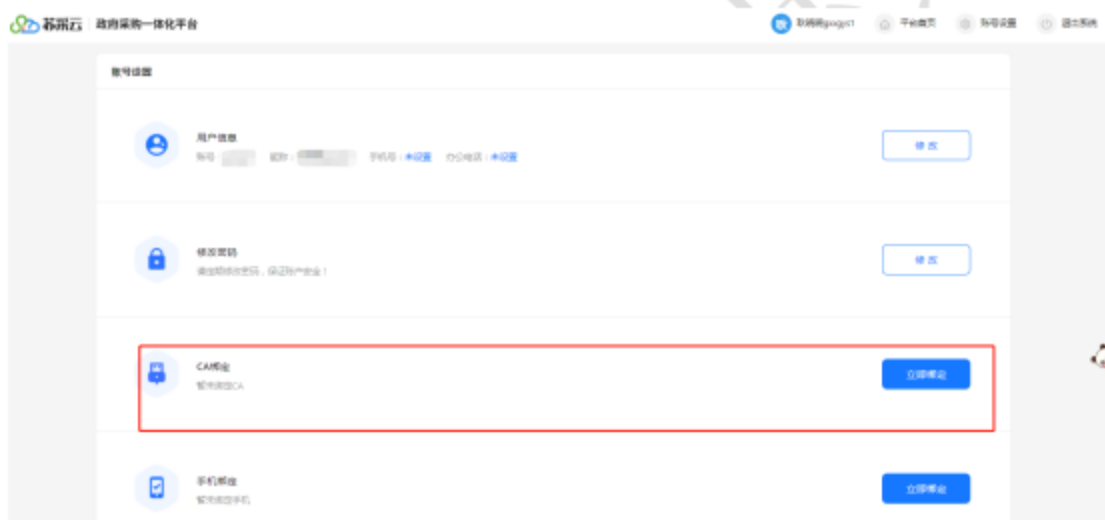 苏采云 政府采购一体化平台
平台首页 账号设置 退出系统
账号设置
用户信息
账号： 昵称： 手机号：未设置 办公电话：未设置
修改
修改密码
请定期修改密码，保证账户安全！
修改
CA绑定
暂未绑定CA
立即绑定
手机绑定
暂未绑定手机
立即绑定